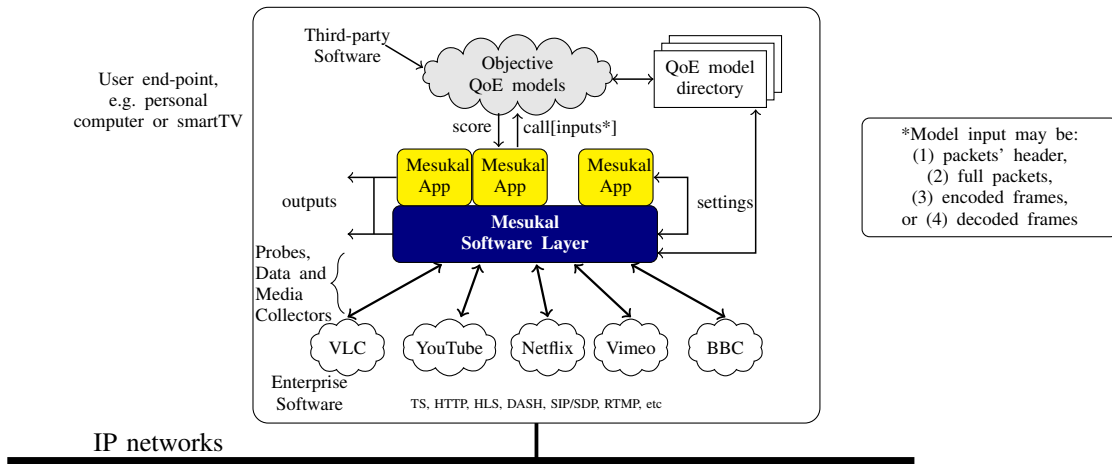 Third-party
Software
Objective
QoE models
QoE model
directory
User end-point,
e.g. personal
computer or smartTV
score
call[inputs*]
*Model input may be:
(1) packets' header,
(2) full packets,
(3) encoded frames,
or (4) decoded frames
Mesukal
App
Mesukal
App
Mesukal
App
outputs
settings
Mesukal
Software Layer
Probes,
Data and
Media
Collectors
VLC
YouTube
Netflix
Vimeo
BBC
Enterprise
Software
TS, HTTP, HLS, DASH, SIP/SDP, RTMP, etc
IP networks